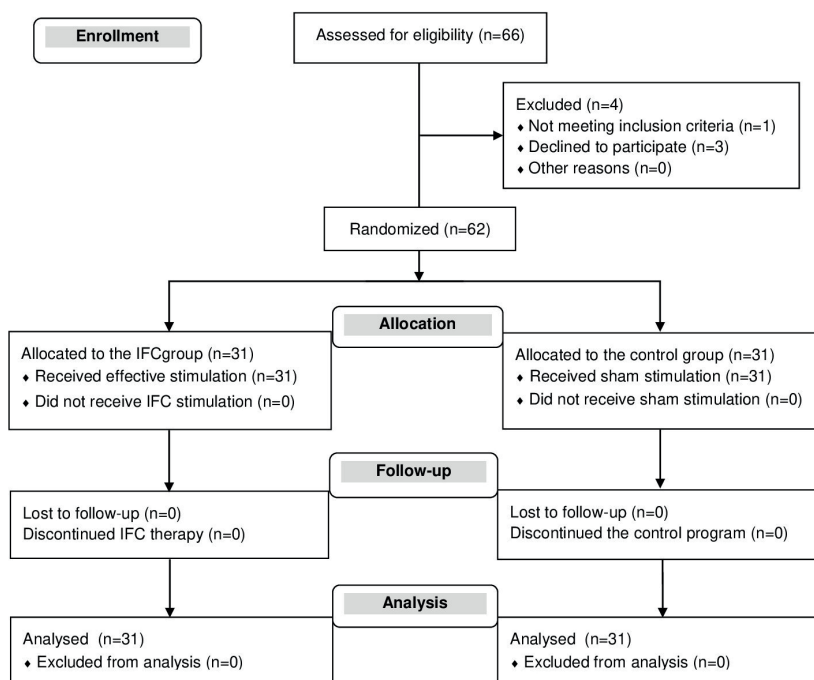 Enrollment
Assessed for eligibility (n=66)
Excluded (n=4)
♦ Not meeting inclusion criteria (n=1)
♦ Declined to participate (n=3)
♦ Other reasons (n=0)
Randomized (n=62)
Allocation
Allocated to the IFCgroup (n=31)
♦ Received effective stimulation (n=31)
♦ Did not receive IFC stimulation (n=0)
Allocated to the control group (n=31)
♦ Received sham stimulation (n=31)
♦ Did not receive sham stimulation (n=0)
Follow-up
Lost to follow-up (n=0)
Discontinued IFC therapy (n=0)
Lost to follow-up (n=0)
Discontinued the control program (n=0)
Analysis
Analysed (n=31)
♦ Excluded from analysis (n=0)
Analysed (n=31)
♦ Excluded from analysis (n=0)